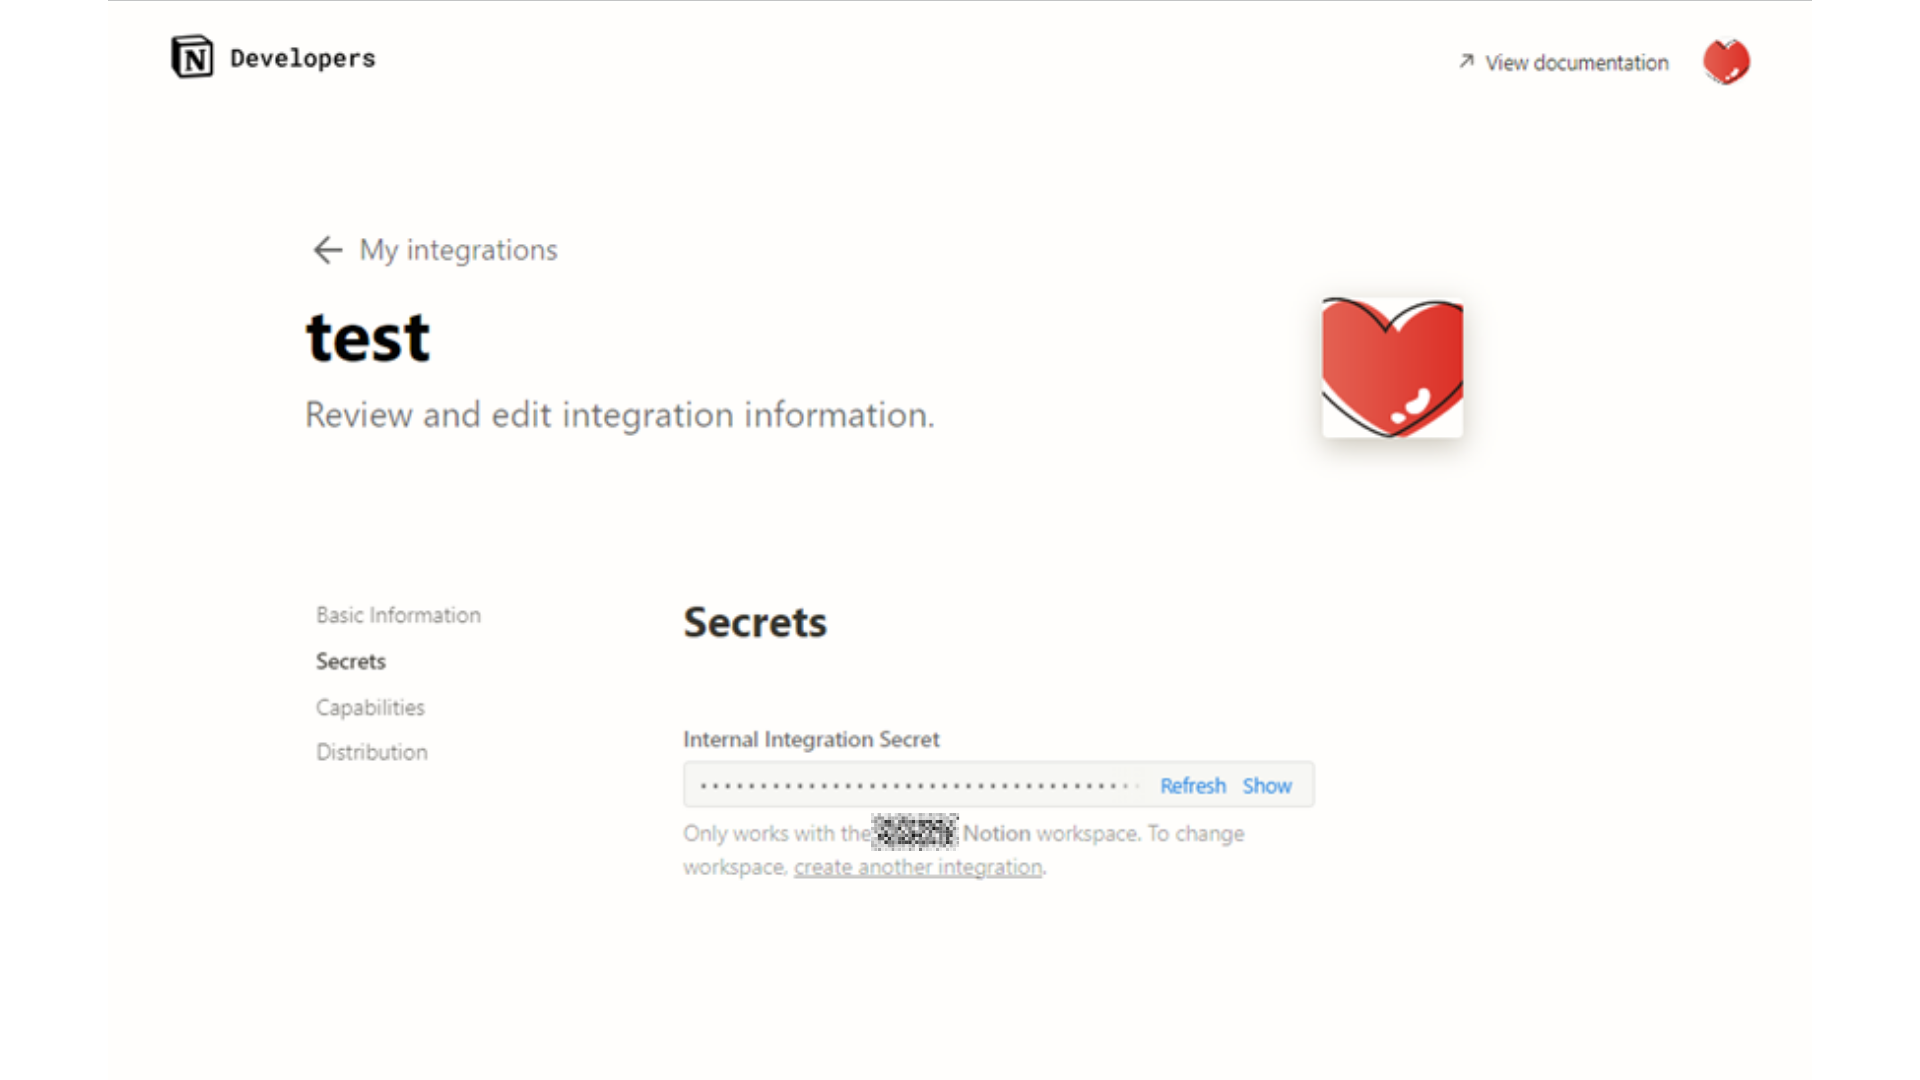 Developers
View documentation
My integrations
test
Review and edit integration information.
Basic Information
Secrets
Capabilities
Distribution
Secrets
Internal Integration Secret
Refresh Show
Only works with the Notion workspace. To change
workspace, create another integration.